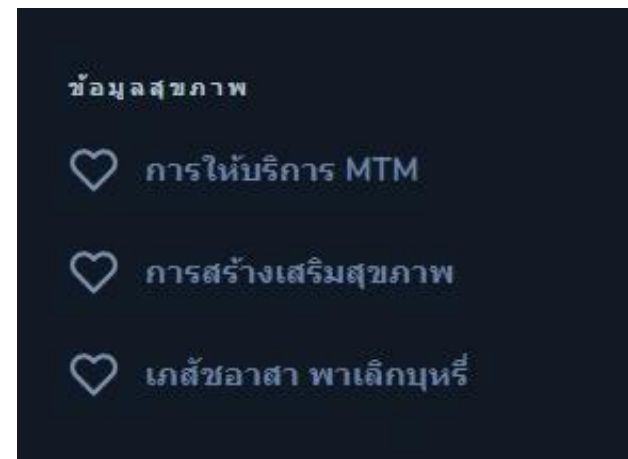 ข้อมูลสุขภาพ
การให้บริการ MTM
การสร้างเสริมสุขภาพ
เภสัชอาสา พาเลิกบุหรี่